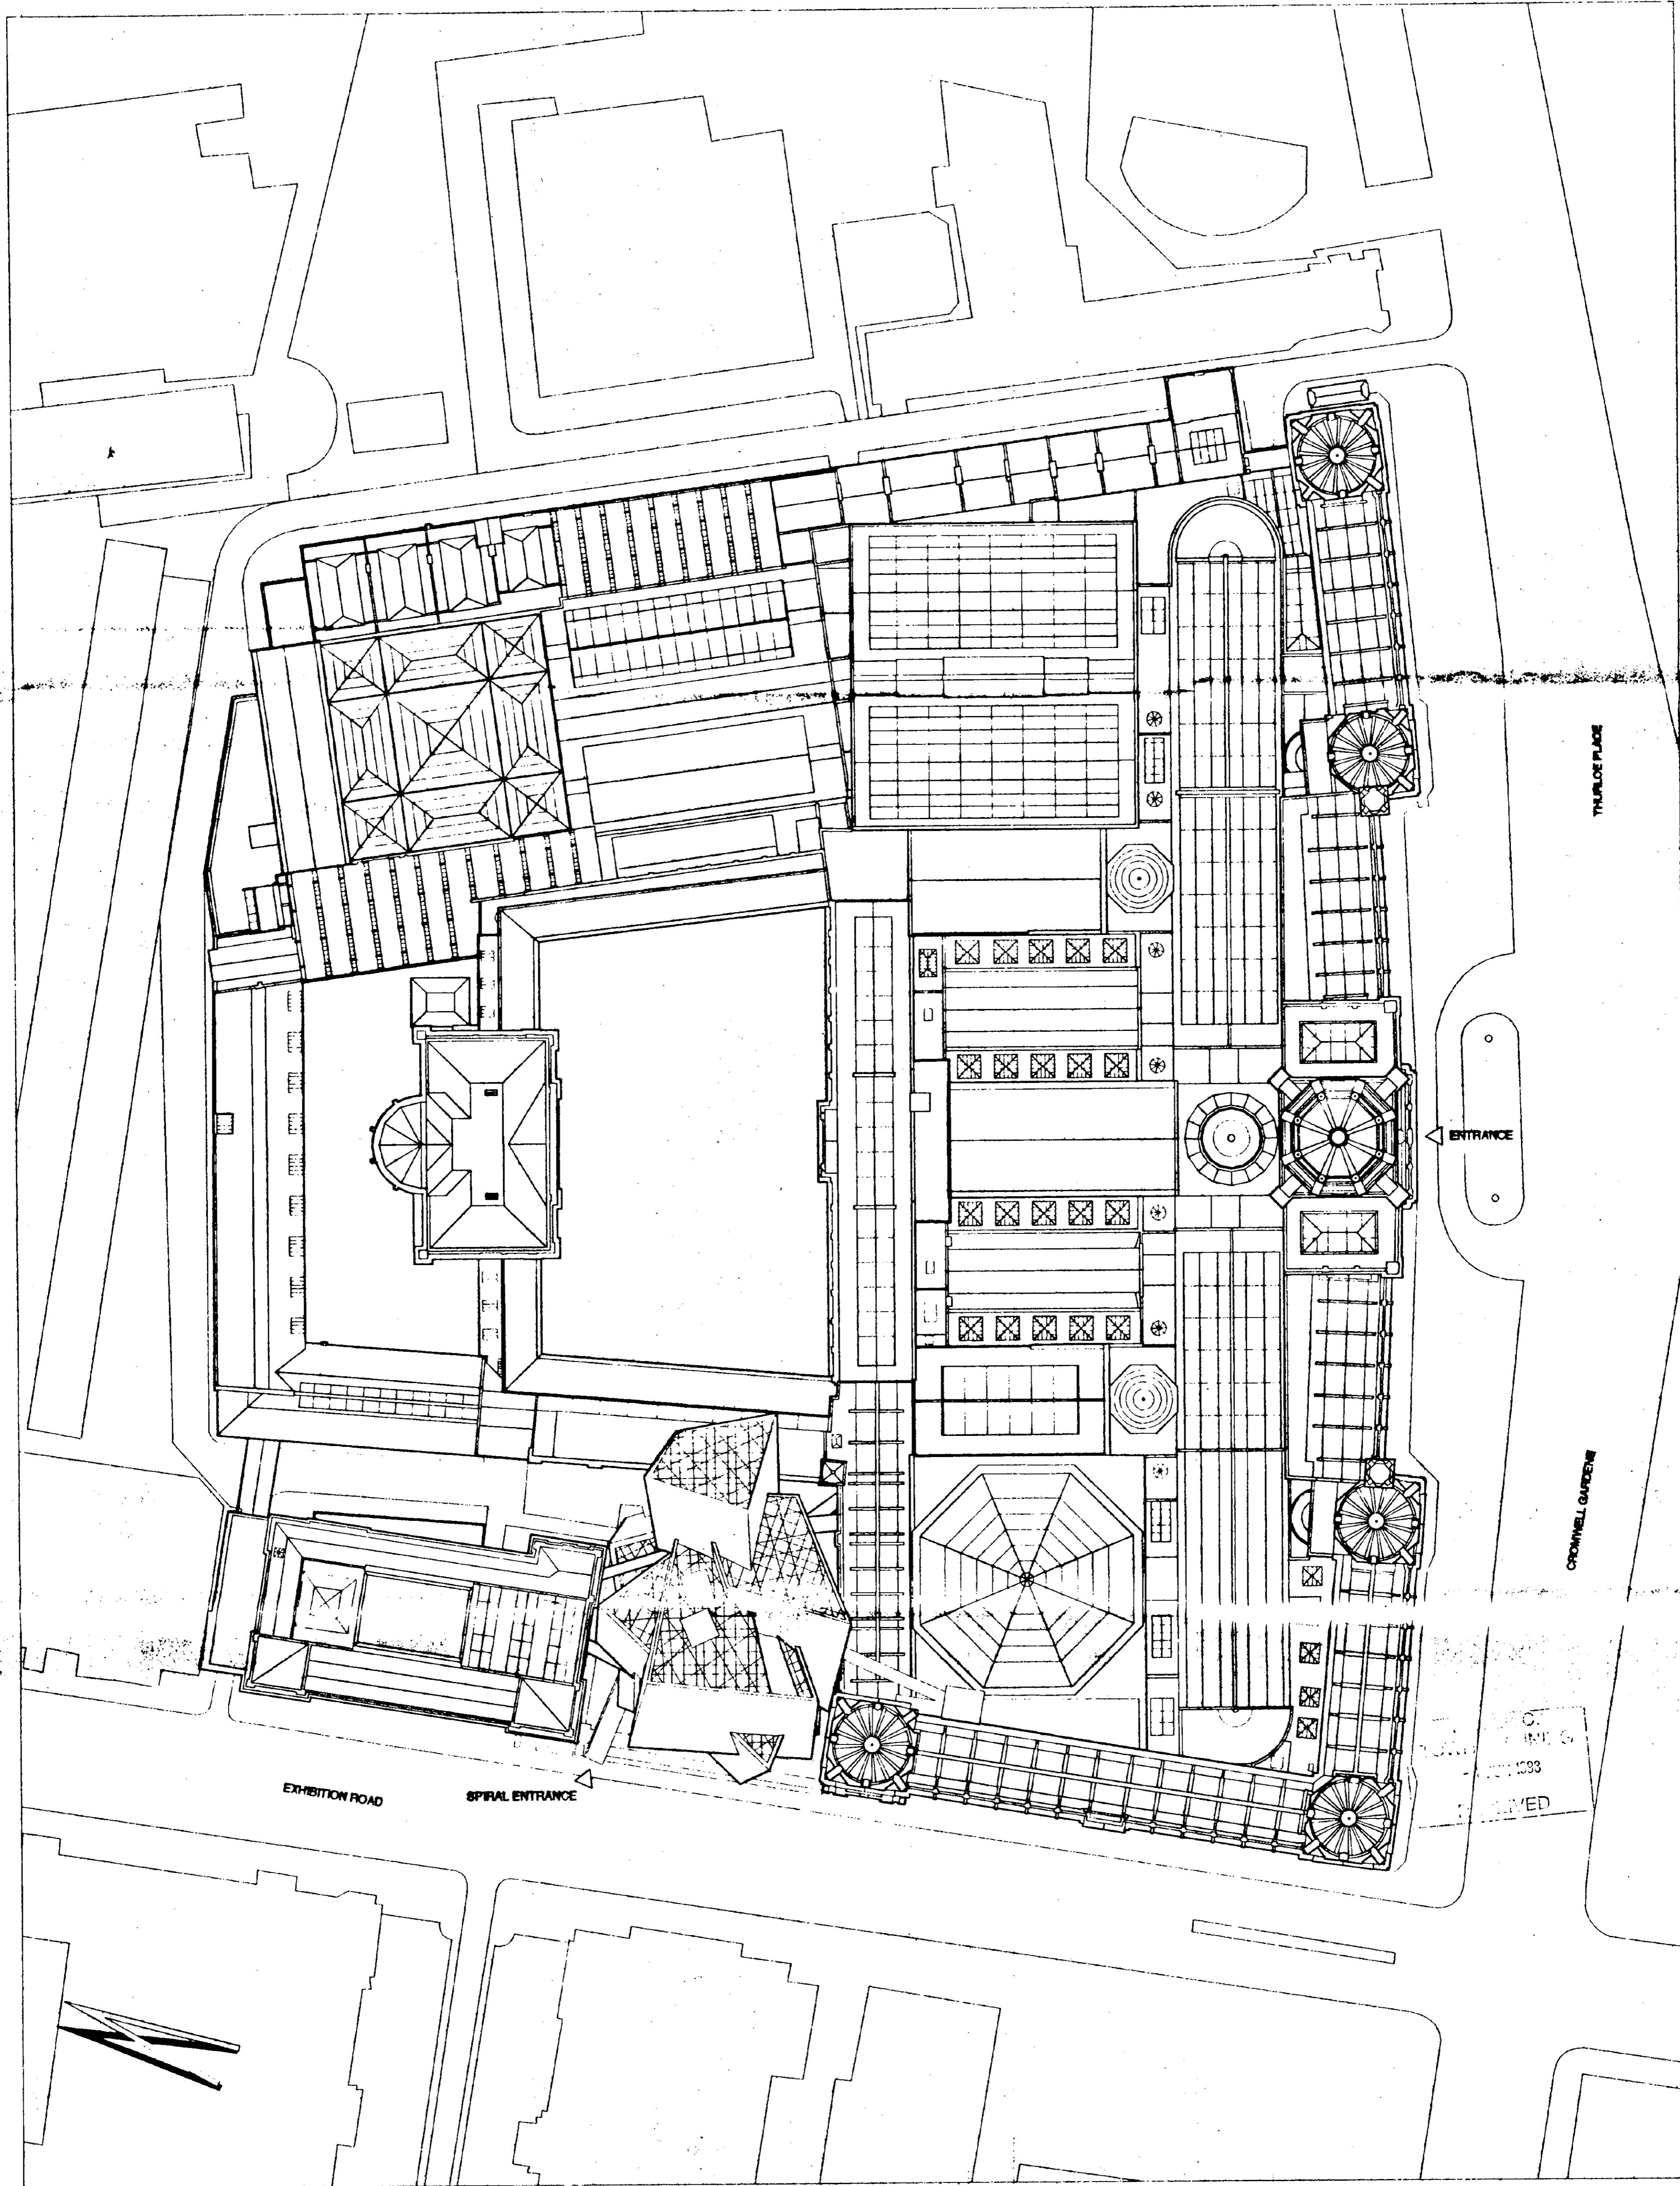 THURLOE PLACE
ENTRANCE
CROMWELL GARDENS
EXHIBITION ROAD
SPIRAL ENTRANCE